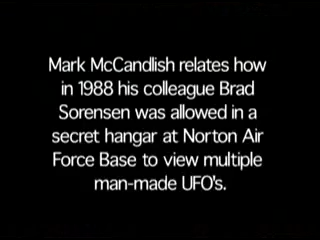 Mark McCandlish relates how
in 1988 his colleague Brad
Sorensen was allowed in a
secret hangar at Norton Air
Force Base to view multiple
man-made UFO's.